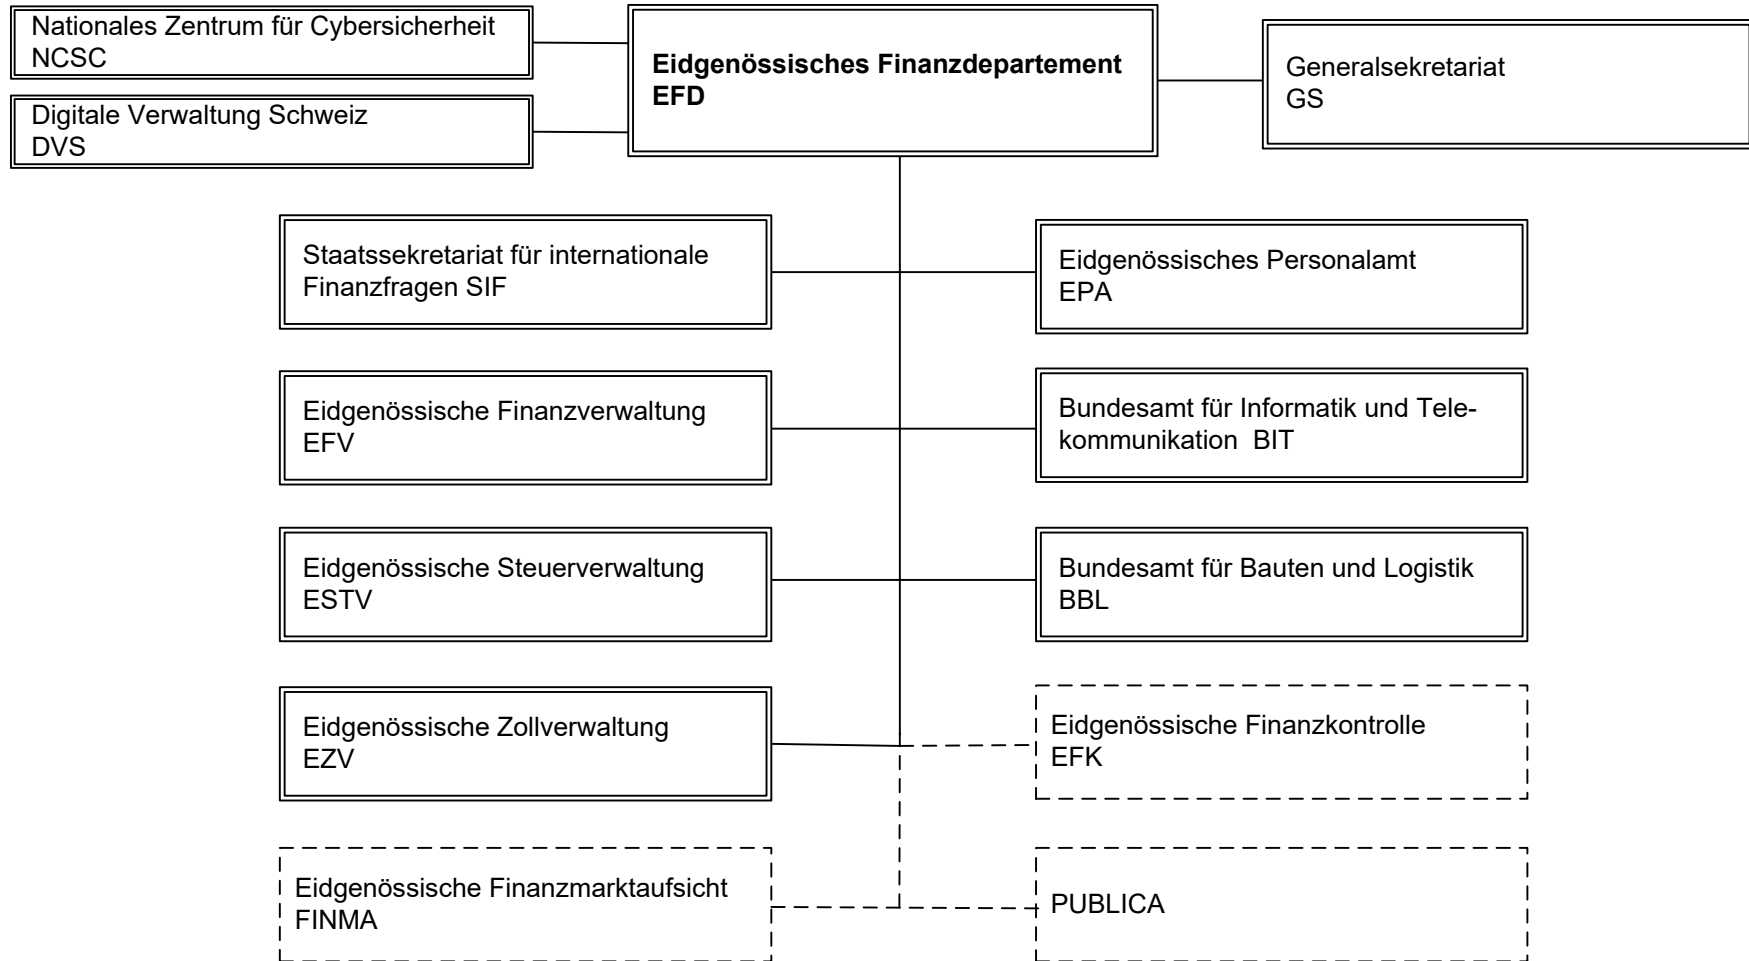 Nationales Zentrum für Cybersicherheit
NCSC
Digitale Verwaltung Schweiz
DVS
Eidgenössisches Finanzdepartement
EFD
Generalsekretariat
GS
Staatssekretariat für internationale
Finanzfragen SIF
Eidgenössisches Personalamt
EPA
Eidgenössische Finanzverwaltung
EFV
Bundesamt für Informatik und Tele-
kommunikation  BIT
Eidgenössische Steuerverwaltung
ESTV
Bundesamt für Bauten und Logistik
BBL
Eidgenössische Zollverwaltung
EZV
Eidgenössische Finanzkontrolle
EFK
Eidgenössische Finanzmarktaufsicht
FINMA
PUBLICA